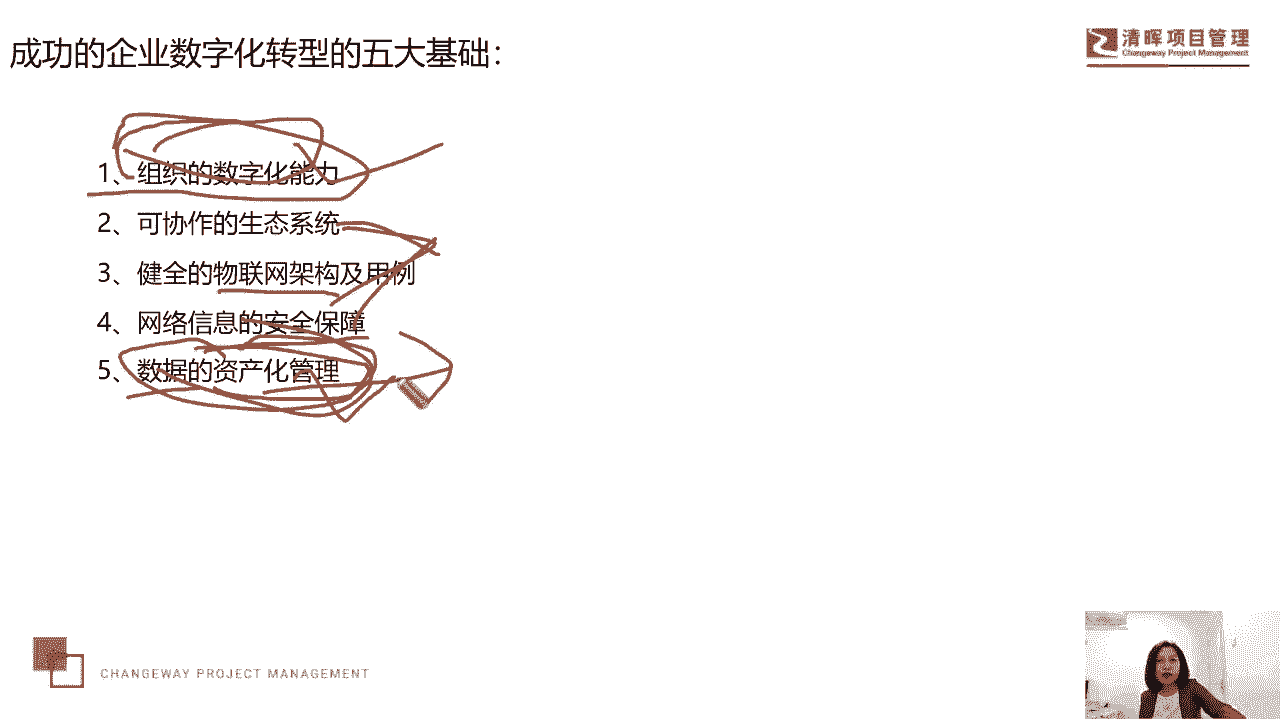 成功的企业数字化转型的五大基础：
清晖项目管理
Changeway Project Management
1、组织的数字化能力
2、可协作的生态系统
3、健全的物联网架构及用例
4、网络信息的安全保障
5、数据的资产化管理
CHANGEWAY PROJECT MANAGEMENT